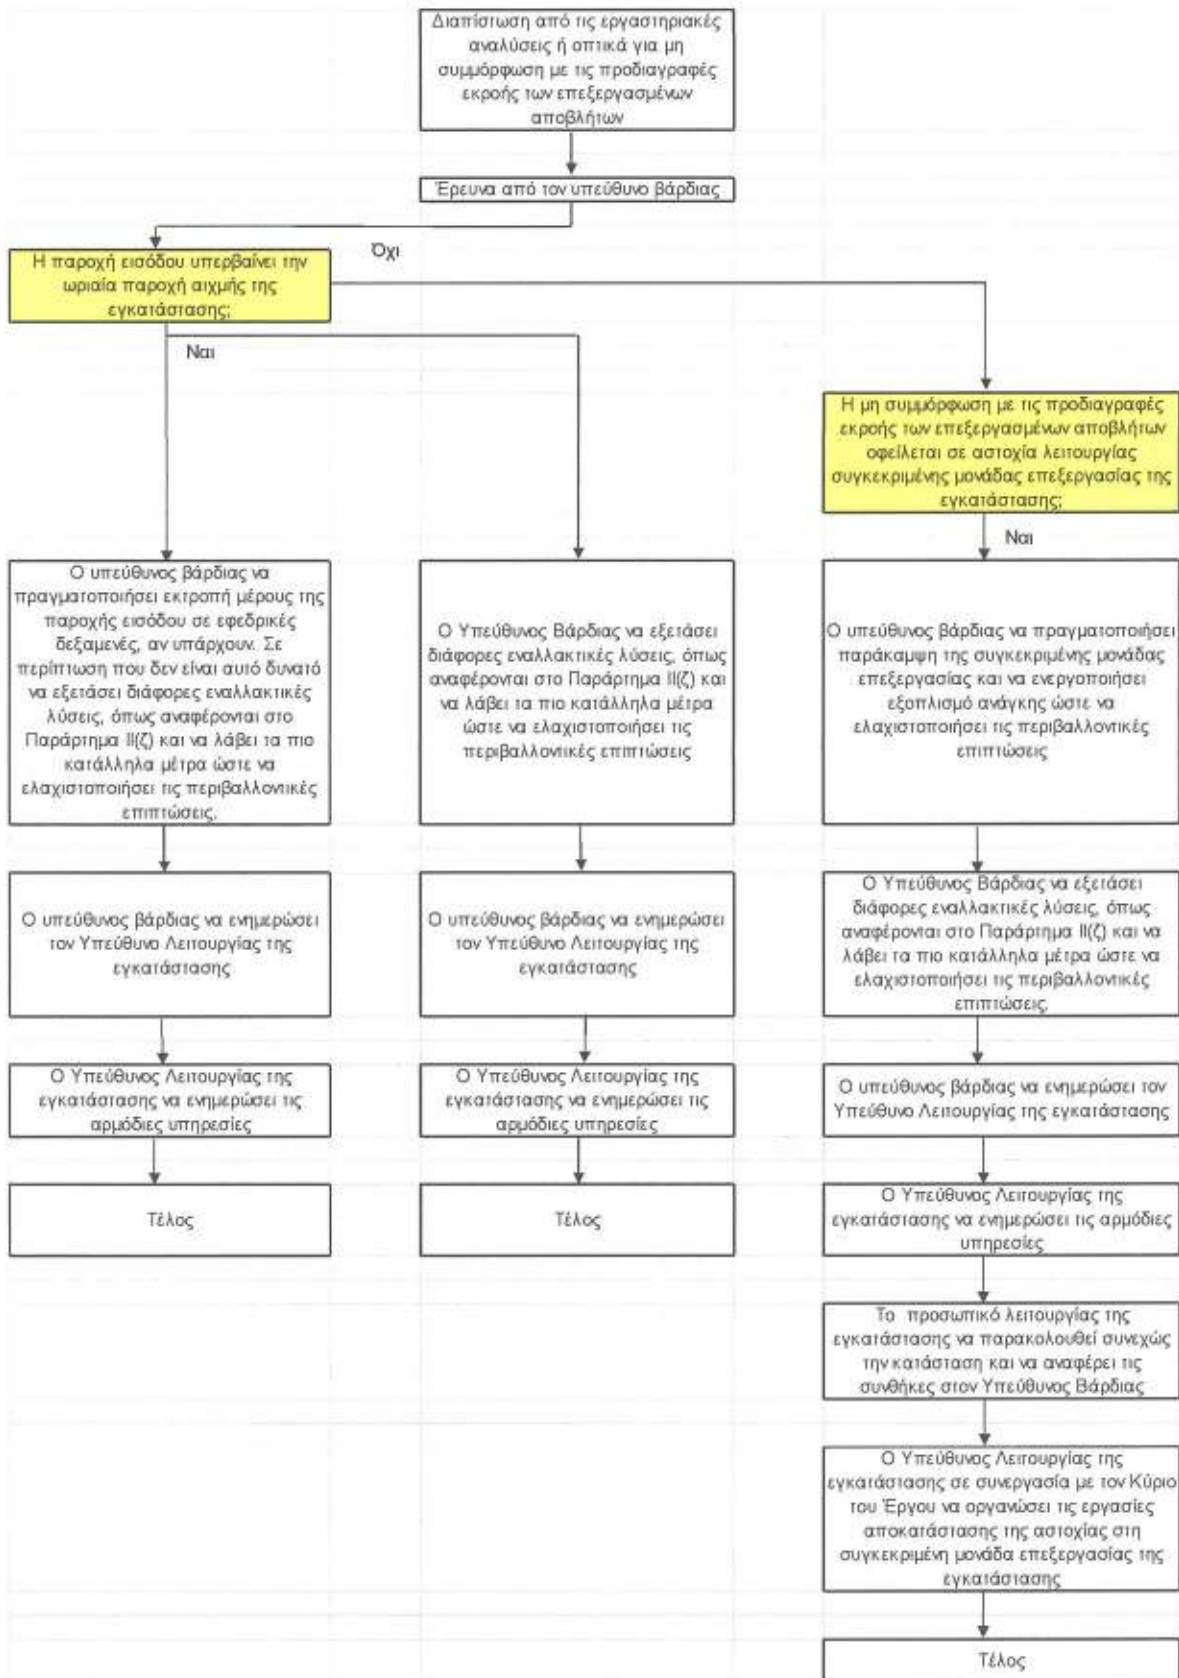 Διαπίστωση από τις εργαστηριακές
αναλύσεις ή οπτικά για μη
συμμόρφωση με τις προδιαγραφές
εκροής των επεξεργασμένων
αποβλήτων
Έρευνα από τον υπεύθυνο βάρδιας
Όχι
Η παροχή εισόδου υπερβαίνει την
ωριαία παροχή αιχμής της
εγκατάστασης;
Ναι
Η μη συμμόρφωση με τις προδιαγραφές
εκροής των επεξεργασμένων αποβλήτων
οφείλεται σε αστοχία λειτουργίας
συγκεκριμένης μονάδας επεξεργασίας της
εγκατάστασης;
Ναι
Ο υπεύθυνος βάρδιας να
πραγματοποιήσει εκτροπή μέρους της
παροχής εισόδου σε εφεδρικές
δεξαμενές, αν υπάρχουν. Σε
περίπτωση που δεν είναι αυτό δυνατό
να εξετάσει διάφορες εναλλακτικές
λύσεις, όπως αναφέρονται στο
Παράρτημα ΙΙ(ζ) και να λάβει τα πιο
κατάλληλα μέτρα ώστε να
ελαχιστοποιήσει τις περιβαλλοντικές
επιπτώσεις.
Ο Υπεύθυνος Βάρδιας να εξετάσει
διάφορες εναλλακτικές λύσεις, όπως
αναφέρονται στο Παράρτημα ΙΙ(ζ) και
να λάβει τα πιο κατάλληλα μέτρα
ώστε να ελαχιστοποιήσει τις
περιβαλλοντικές επιπτώσεις
Ο υπεύθυνος βάρδιας να πραγματοποιήσει
παράκαμψη της συγκεκριμένης μονάδας
επεξεργασίας και να ενεργοποιήσει
εξοπλισμό ανάγκης ώστε να
ελαχιστοποιήσει τις περιβαλλοντικές
επιπτώσεις
Ο υπεύθυνος βάρδιας να ενημερώσει
τον Υπεύθυνο Λειτουργίας της
εγκατάστασης
Ο υπεύθυνος βάρδιας να ενημερώσει
τον Υπεύθυνο Λειτουργίας της
εγκατάστασης
Ο Υπεύθυνος Βάρδιας να εξετάσει
διάφορες εναλλακτικές λύσεις, όπως
αναφέρονται στο Παράρτημα ΙΙ(ζ) και να
λάβει τα πιο κατάλληλα μέτρα ώστε να
ελαχιστοποιήσει τις περιβαλλοντικές
επιπτώσεις.
Ο Υπεύθυνος Λειτουργίας της
εγκατάστασης να ενημερώσει τις
αρμόδιες υπηρεσίες
Ο Υπεύθυνος Λειτουργίας της
εγκατάστασης να ενημερώσει τις
αρμόδιες υπηρεσίες
Ο υπεύθυνος βάρδιας να ενημερώσει τον
Υπεύθυνο Λειτουργίας της εγκατάστασης
Τέλος
Τέλος
Ο Υπεύθυνος Λειτουργίας της
εγκατάστασης να ενημερώσει τις αρμόδιες
υπηρεσίες
Το προσωπικό λειτουργίας της
εγκατάστασης να παρακολουθεί συνεχώς
την κατάσταση και να αναφέρει τις
συνθήκες στον Υπεύθυνος Βάρδιας
Ο Υπεύθυνος Λειτουργίας της
εγκατάστασης σε συνεργασία με τον Κύριο
του Έργου να οργανώσει τις εργασίες
αποκατάστασης της αστοχίας στη
συγκεκριμένη μονάδα επεξεργασίας της
εγκατάστασης
Τέλος